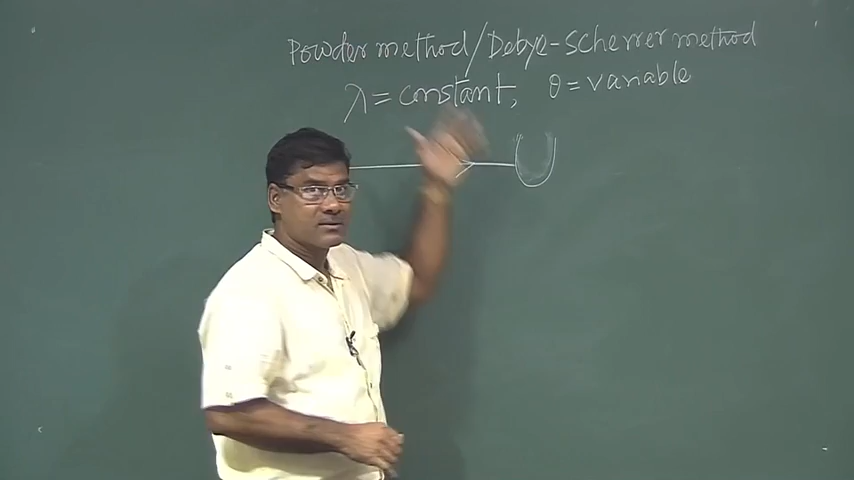 Powder method/Debye-Scherrer method
λ = constant, θ = variable